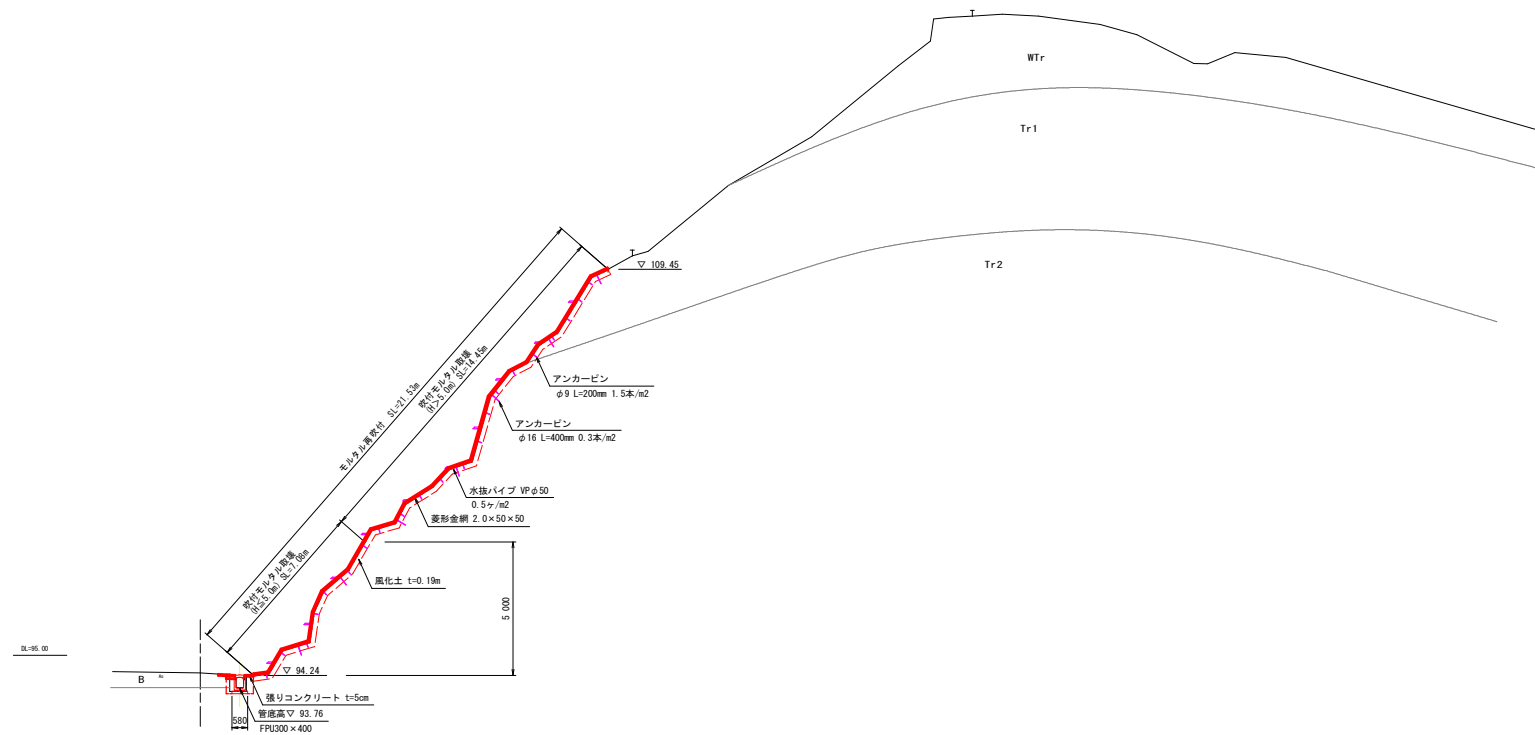 T
WTr
Tr1
Tr2
T
▽ 109.45
モルタル再吹付 SL=21.53m
吹付モルタル取壊
(H>5.0m) SL=14.45m
吹付モルタル取壊
(H≦5.0m) SL=7.08m
アンカーピン
φ9 L=200mm 1.5本/m2
アンカーピン
φ16 L=400mm 0.3本/m2
水抜パイプ VPφ50
0.5ヶ/m2
菱形金網 2.0×50×50
風化土 t=0.19m
5 000
DL=95.00
▽ 94.24
B
As
張りコンクリート t=5cm
管底高▽ 93.76
FPU300×400
580